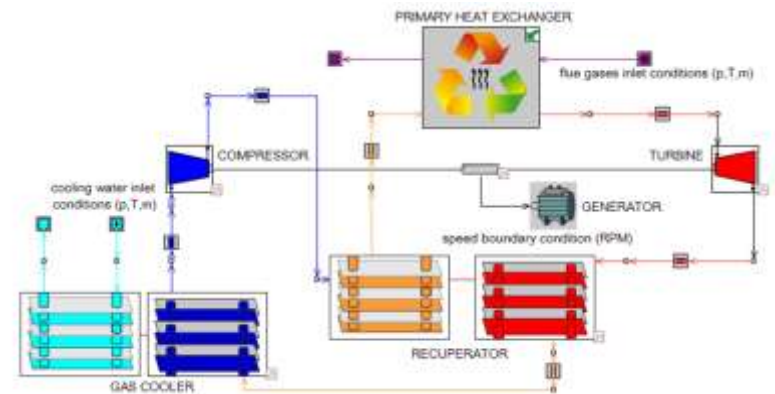 PRIMARY HEAT EXCHANGER
flue gases inlet conditions (p,T,m)
COMPRESSOR
TURBINE
cooling water inlet
conditions (p,T,m)
GENERATOR
speed boundary condition (RPM)
RECUPERATOR
GAS COOLER